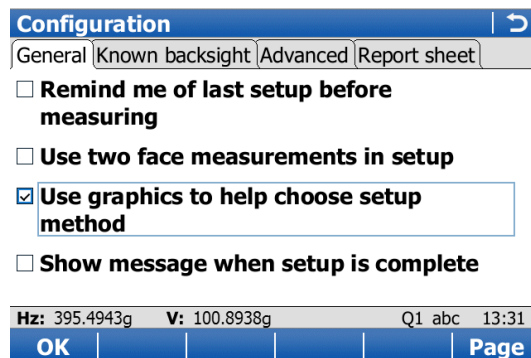 Configuration
General Known backsight Advanced Report sheet
Remind me of last setup before
measuring
Use two face measurements in setup
Use graphics to help choose setup
method
Show message when setup is complete
Hz: 395.4943g V: 100.8938g Q1 abc 13:31
OK Page